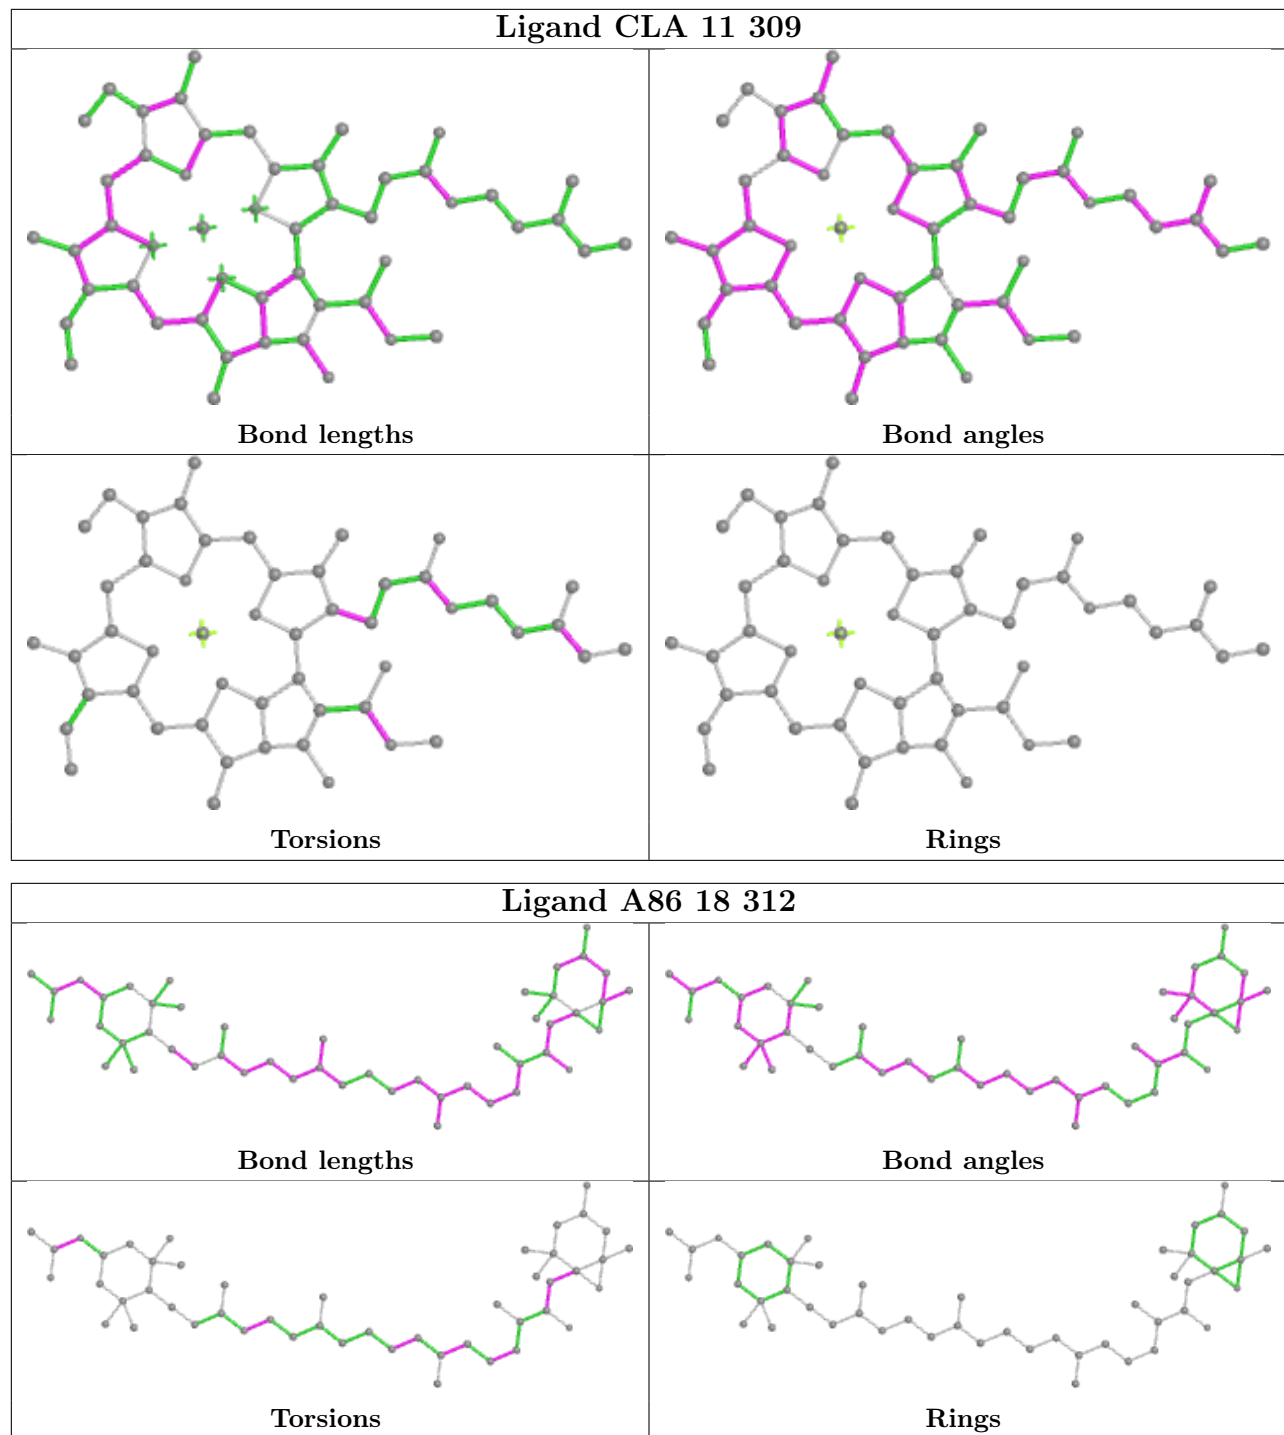 Ligand CLA 11 309
Bond lengths
Bond angles
Torsions
Rings
Ligand A86 18 312
Bond lengths
Bond angles
Torsions
Rings